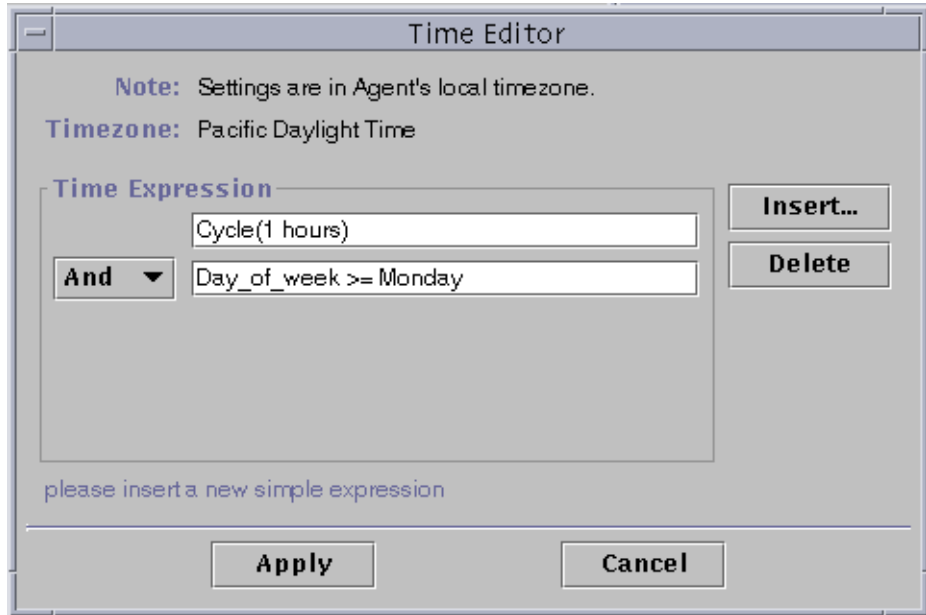 Time Editor
Note: Settings are in Agent's local timezone.
Timezone: Pacific Daylight Time
Time Expression
Cycle(1 hours)
And Day_of_week >= Monday
Insert...
Delete
please insert a new simple expression
Apply Cancel